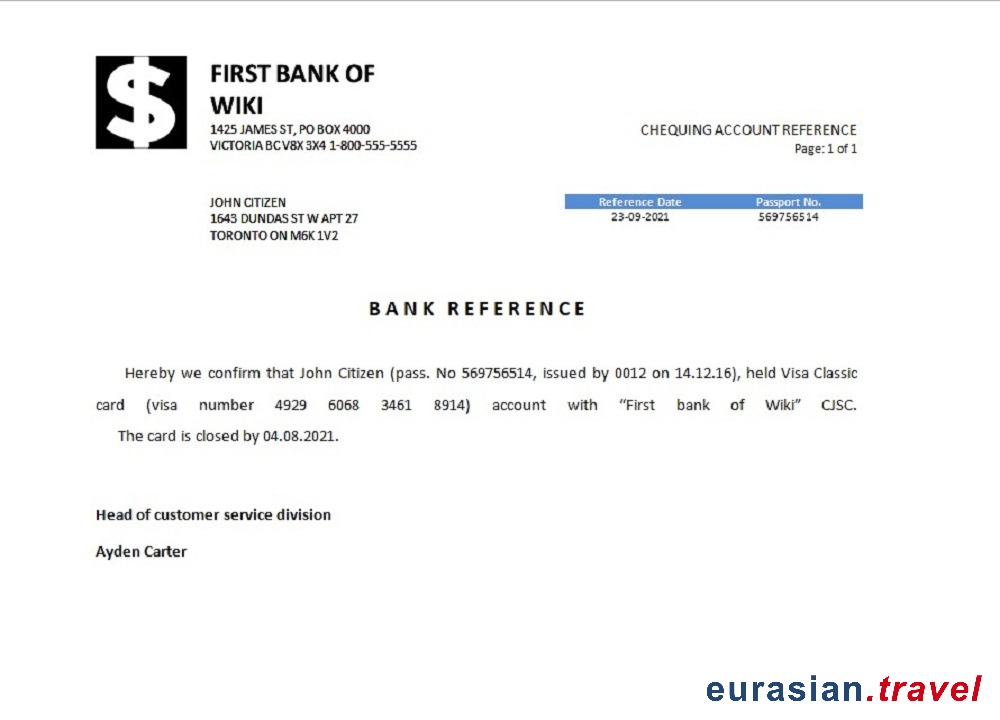 $
FIRST BANK OF
WIKI
1425 JAMES ST, PO BOX 4000
VICTORIA BC V8X 3X4 1-800-555-5555
CHEQUING ACCOUNT REFERENCE
Page: 1 of 1
JOHN CITIZEN
1643 DUNDAS ST W APT 27
TORONTO ON M6K 1V2
Reference Date Passport No.
23-09-2021 569756514
BANK REFERENCE
Hereby we confirm that John Citizen (pass. No 569756514, issued by 0012 on 14.12.16), held Visa Classic
card (visa number 4929 6068 3461 8914) account with “First bank of Wiki” CJSC.
The card is closed by 04.08.2021.
Head of customer service division
Ayden Carter
eurasian.travel